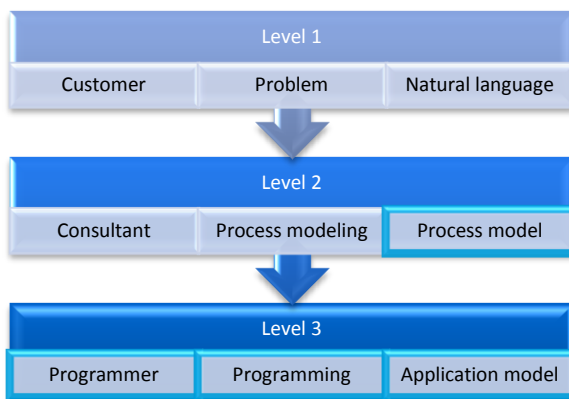 Level 1
Customer Problem Natural language
Level 2
Consultant Process modeling Process model
Level 3
Programmer Programming Application model